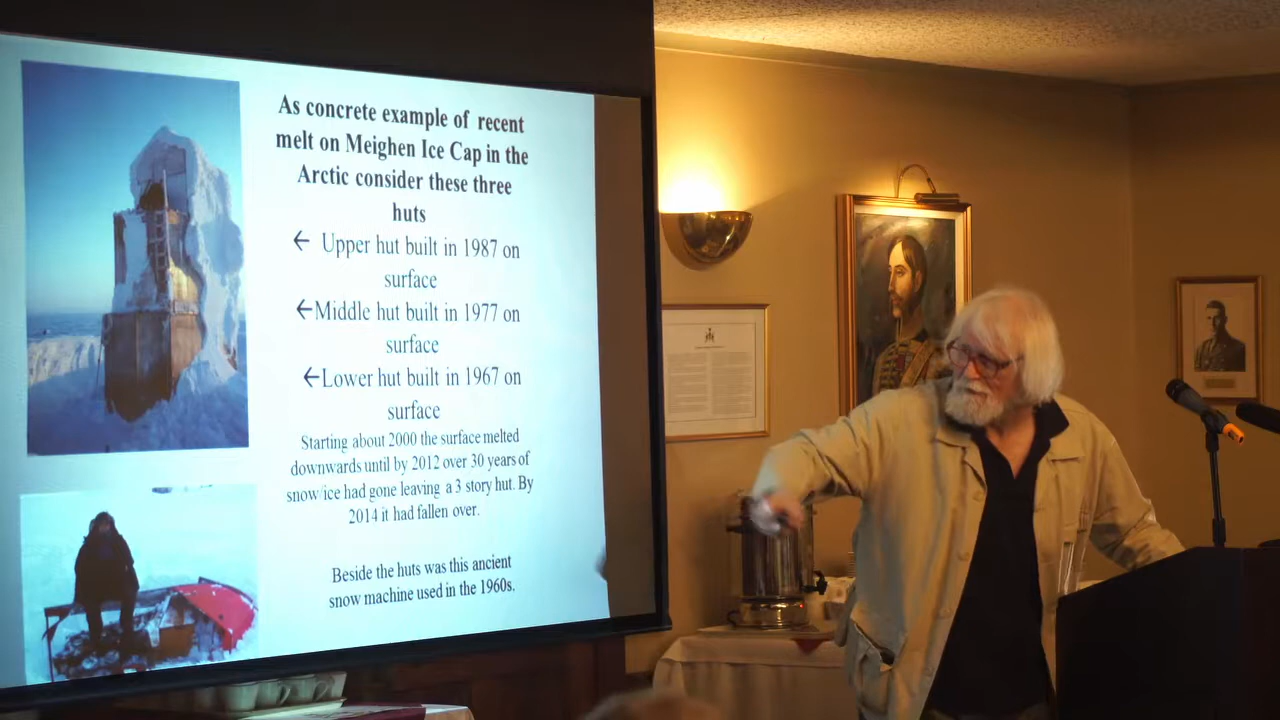 As concrete example of recent
melt on Meighen Ice Cap in the
Arctic consider these three
huts
← Upper hut built in 1987 on
surface
←Middle hut built in 1977 on
surface
←Lower hut built in 1967 on
surface
Starting about 2000 the surface melted
downwards until by 2012 over 30 years of
snow/ice had gone leaving a 3 story hut. By
2014 it had fallen over.
Beside the huts was this ancient
snow machine used in the 1960s.